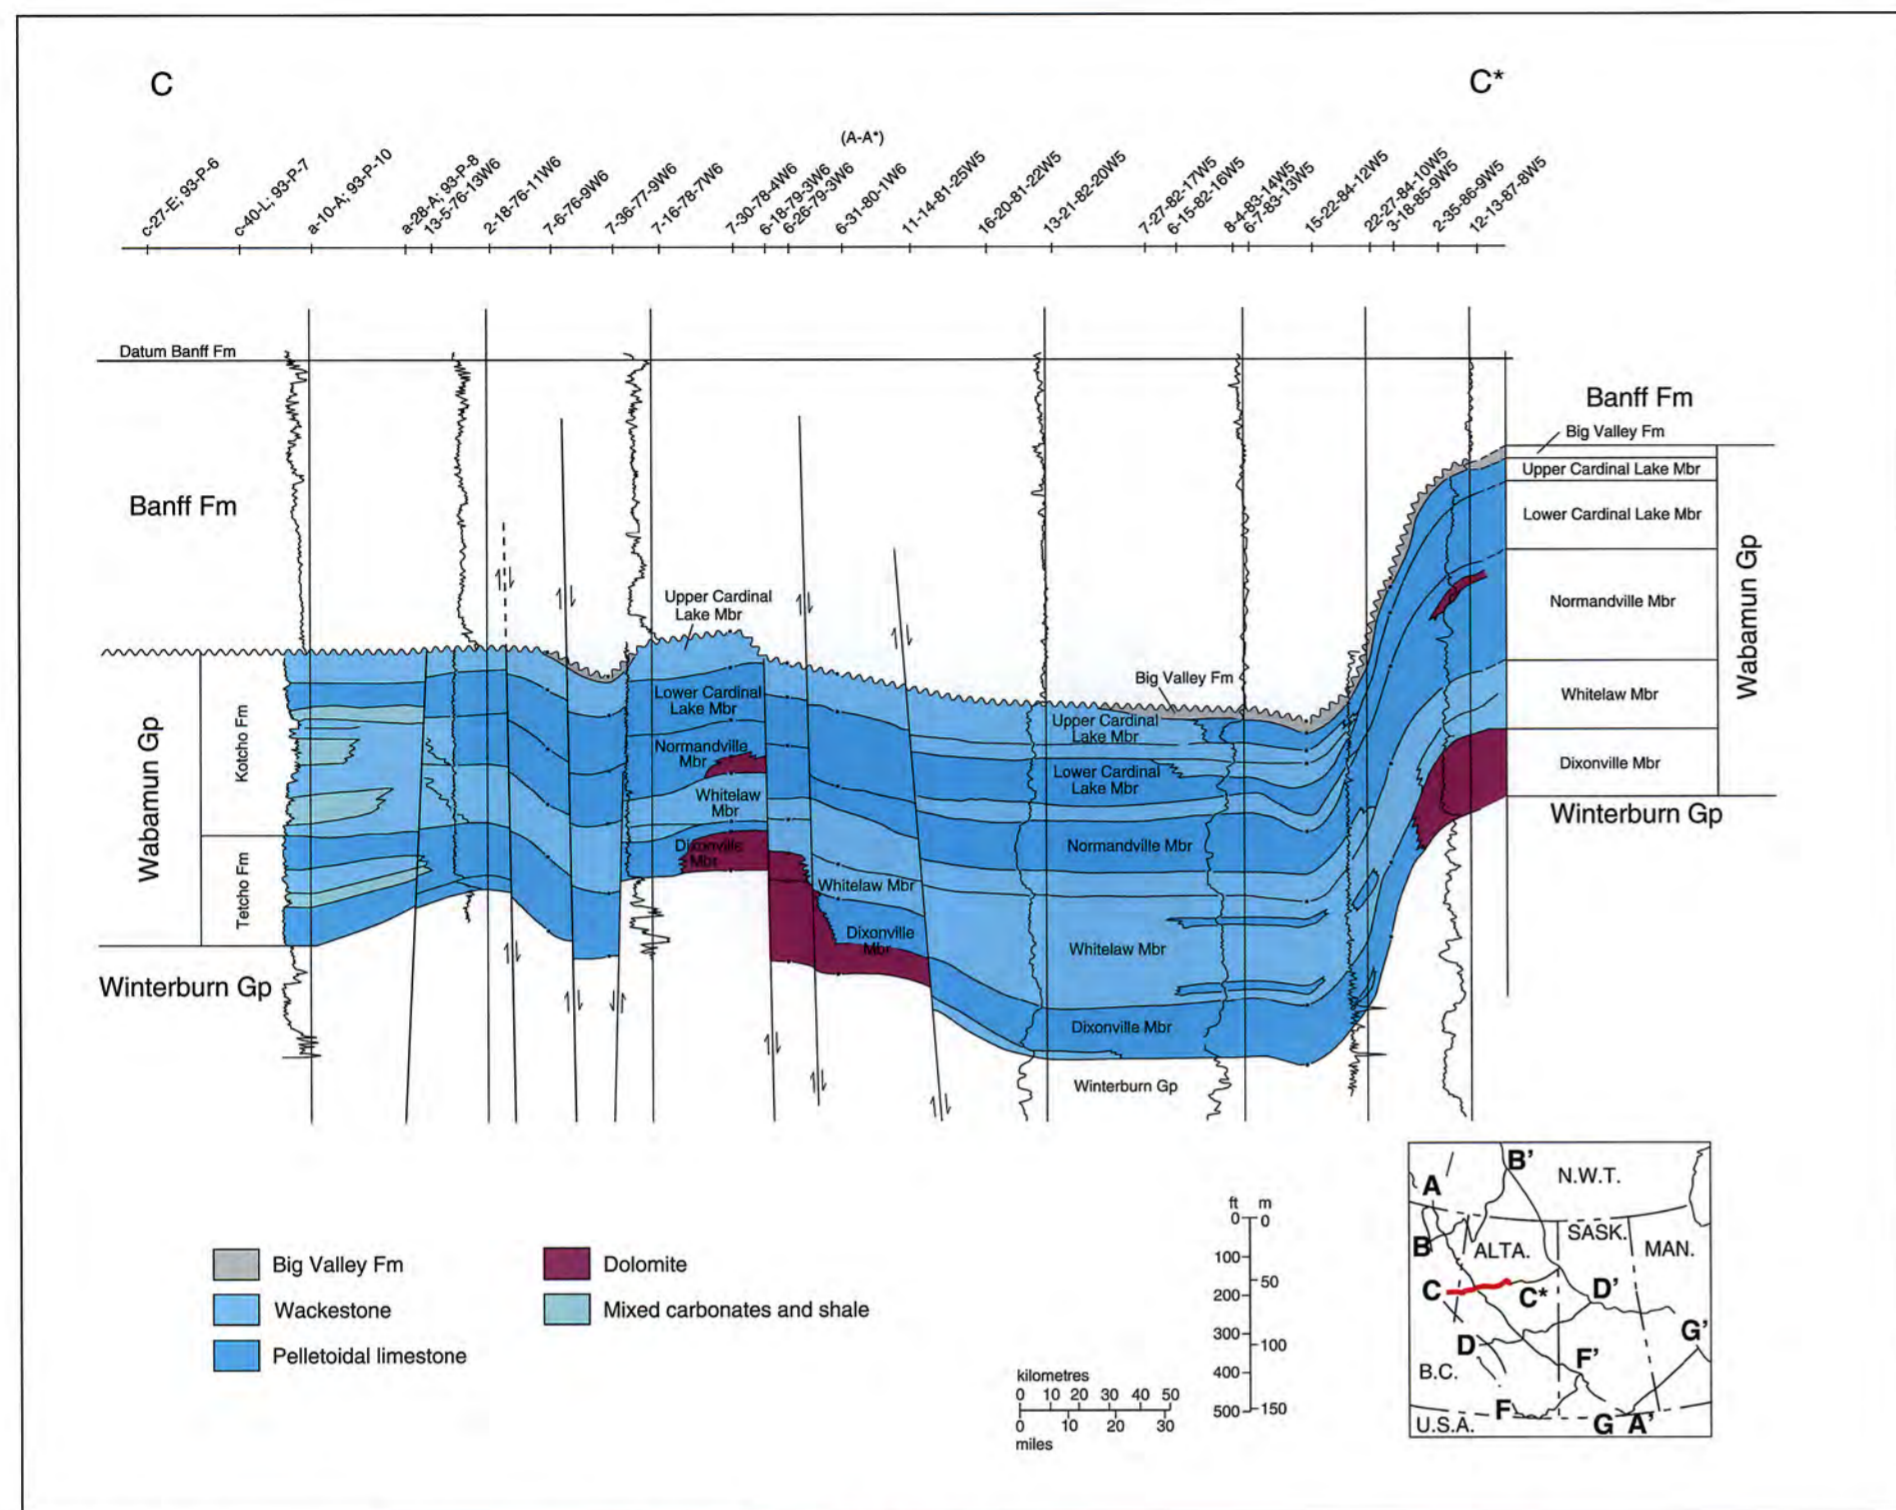 C
C*
(A-A*)
c-27-E; 93-P-6
c-40-L; 93-P-7
a-10-A; 93-P-10
a-28-A; 93-P-8
13-5-76-13W6
2-18-76-11W6
7-6-76-9W6
7-36-77-9W6
7-16-78-7W6
7-30-78-4W6
6-18-79-3W6
6-26-79-3W6
6-31-80-1W6
11-14-81-25W5
16-20-81-22W5
13-21-82-20W5
7-27-82-17W5
6-15-82-16W5
8-4-83-14W5
6-7-83-13W5
15-22-84-12W5
22-27-84-10W5
3-18-85-9W5
2-35-86-9W5
12-13-87-8W5
Datum Banff Fm
Banff Fm
Banff Fm
Big Valley Fm
Upper Cardinal Lake Mbr
Lower Cardinal Lake Mbr
Normandville Mbr
Whitelaw Mbr
Dixonville Mbr
Wabamun Gp
Winterburn Gp
Wabamun Gp
Kotcho Fm
Tetcho Fm
Winterburn Gp
Upper Cardinal
Lake Mbr
Lower Cardinal
Lake Mbr
Normandville
Mbr
Whitelaw
Mbr
Dixonville
Mbr
Whitelaw Mbr
Dixonville
Mbr
Big Valley Fm
Upper Cardinal
Lake Mbr
Lower Cardinal
Lake Mbr
Normandville Mbr
Whitelaw Mbr
Dixonville Mbr
Winterburn Gp
Big Valley Fm
Wackestone
Pelletoidal limestone
Dolomite
Mixed carbonates and shale
kilometres
0 10 20 30 40 50
0 10 20 30
miles
ft m
0 0
100
50
200
300
100
400
500 150
B'
N.W.T.
A
SASK.
B
ALTA.
MAN.
C
C*
D'
D
G'
F'
B.C.
F
G
A'
U.S.A.